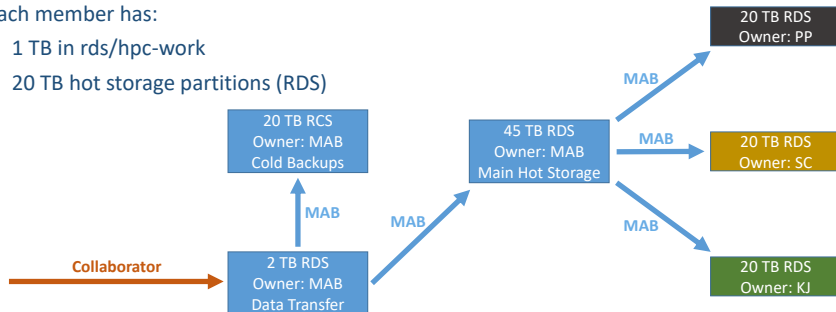 ach member has:
1 TB in rds/hpc-work
20 TB hot storage partitions (RDS)
20 TB RDS
Owner: PP
MAB
20 TB RCS
Owner: MAB
Cold Backups
45 TB RDS
Owner: MAB
Main Hot Storage
MAB
20 TB RDS
Owner: SC
MAB
MAB
MAB
Collaborator
2 TB RDS
Owner: MAB
Data Transfer
20 TB RDS
Owner: KJ